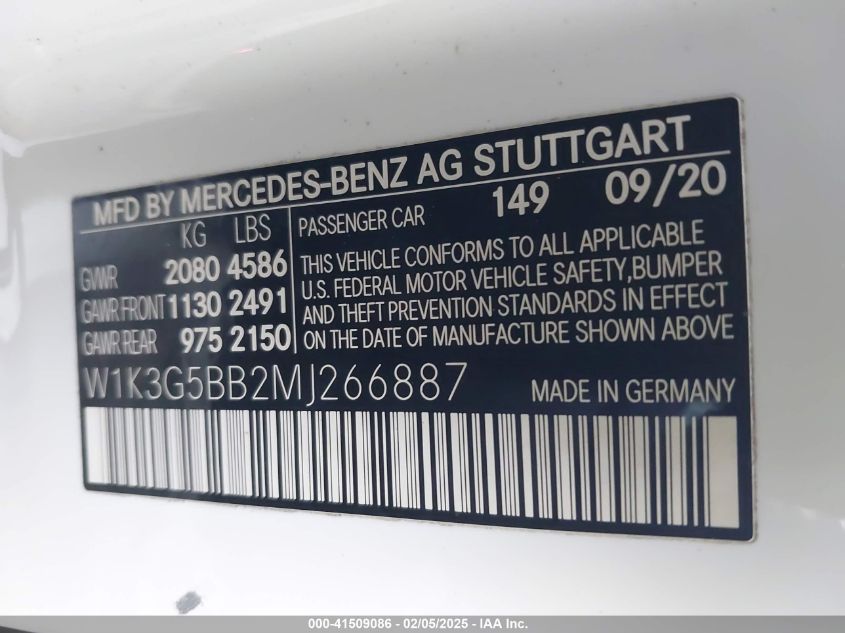 MFD BY MERCEDES-BENZ AG STUTTGART
KG LBS
GVWR 2080 4586
GAWR FRONT 1130 2491
GAWR REAR 975 2150
PASSENGER CAR 149 09/20
THIS VEHICLE CONFORMS TO ALL APPLICABLE
U.S. FEDERAL MOTOR VEHICLE SAFETY, BUMPER
AND THEFT PREVENTION STANDARDS IN EFFECT
ON THE DATE OF MANUFACTURE SHOWN ABOVE
W1K3G5BB2MJ266887 MADE IN GERMANY
000-41509086 - 02/05/2025 - IAA Inc.